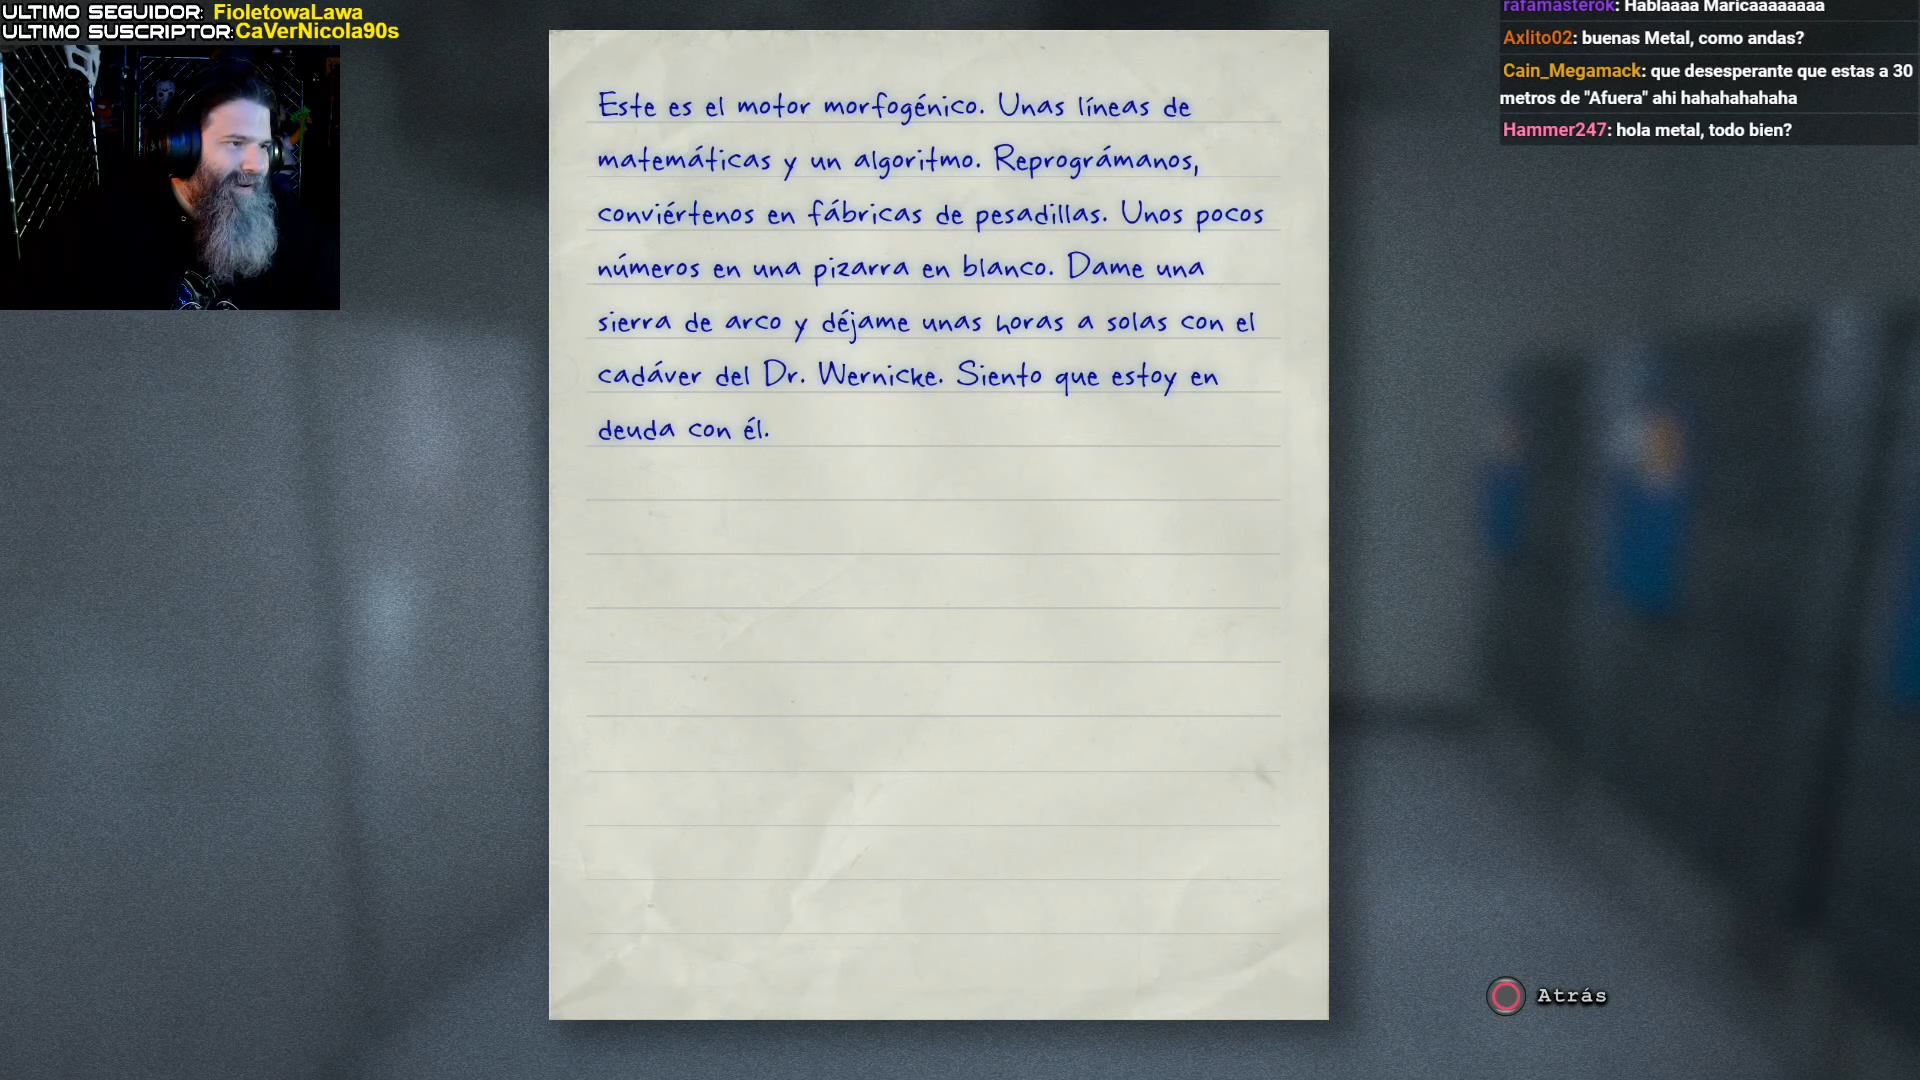 ULTIMO SEGUIDOR: FioletowaLawa
ULTIMO SUSCRIPTOR:CaVerNicola90s
rafamasterok: Hablaaaa Maricaaaaaaaa
Axlito02: buenas Metal, como andas?
Cain_Megamack: que desesperante que estas a 30
metros de "Afuera" ahi hahahahahaha
Hammer247: hola metal, todo bien?
Este es el motor morfogénico. Unas líneas de
matemáticas y un algoritmo. Reprográmanos,
conviértenos en fábricas de pesadillas. Unos pocos
números en una pizarra en blanco. Dame una
sierra de arco y déjame unas horas a solas con el
cadáver del Dr. Wernicke. Siento que estoy en
deuda con él.
Atrás